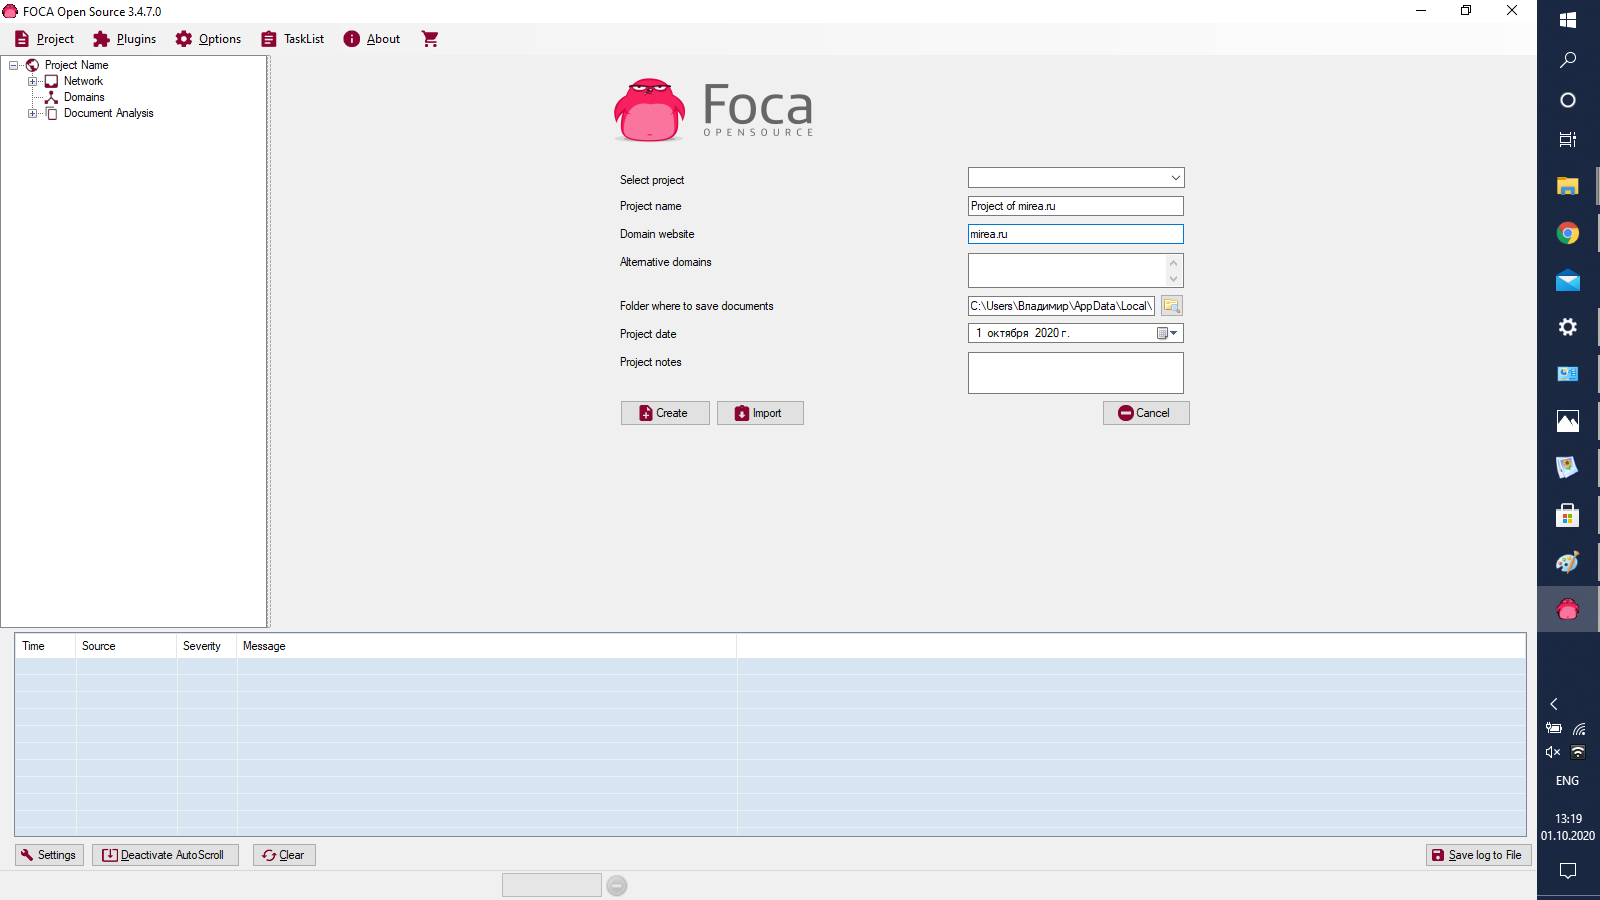 FOCA Open Source 3.4.7.0
Project Plugins Options TaskList About
Project Name
Network
Domains
Document Analysis
Foca
OPENSOURCE
Select project
Project name Project of mirea.ru
Domain website mirea.ru
Alternative domains
Folder where to save documents C:\Users\Владимир\AppData\Local\
Project date 1 октября 2020 г.
Project notes
Create Import Cancel
Time Source Severity Message
Settings Deactivate AutoScroll Clear Save log to File
ENG
13:19
01.10.2020